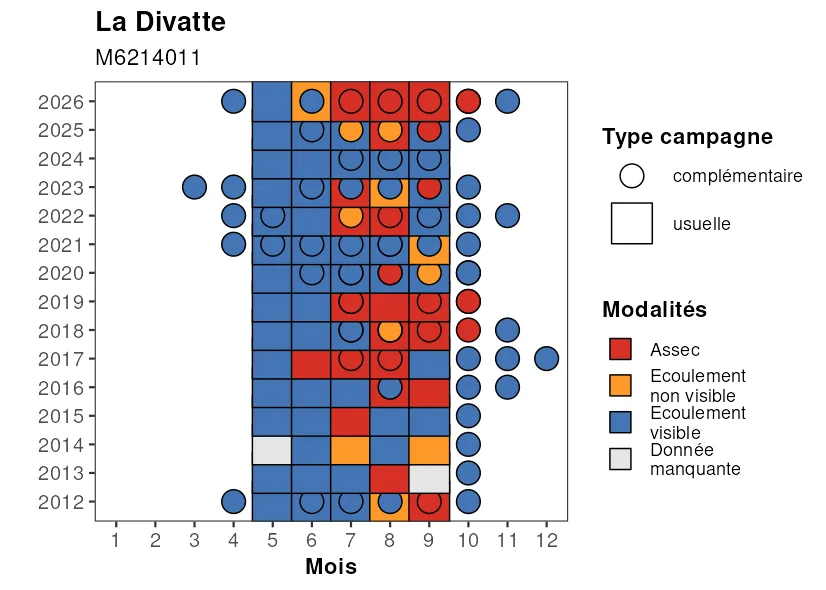 La Divatte
M6214011
2026
2025
2024
2023
2022
2021
2020
2019
2018
2017
2016
2015
2014
2013
2012
1 2 3 4 5 6 7 8 9 10 11 12
Mois
Type campagne
complémentaire
usuelle
Modalités
Assec
Ecoulement
non visible
Ecoulement
visible
Donnée
manquante